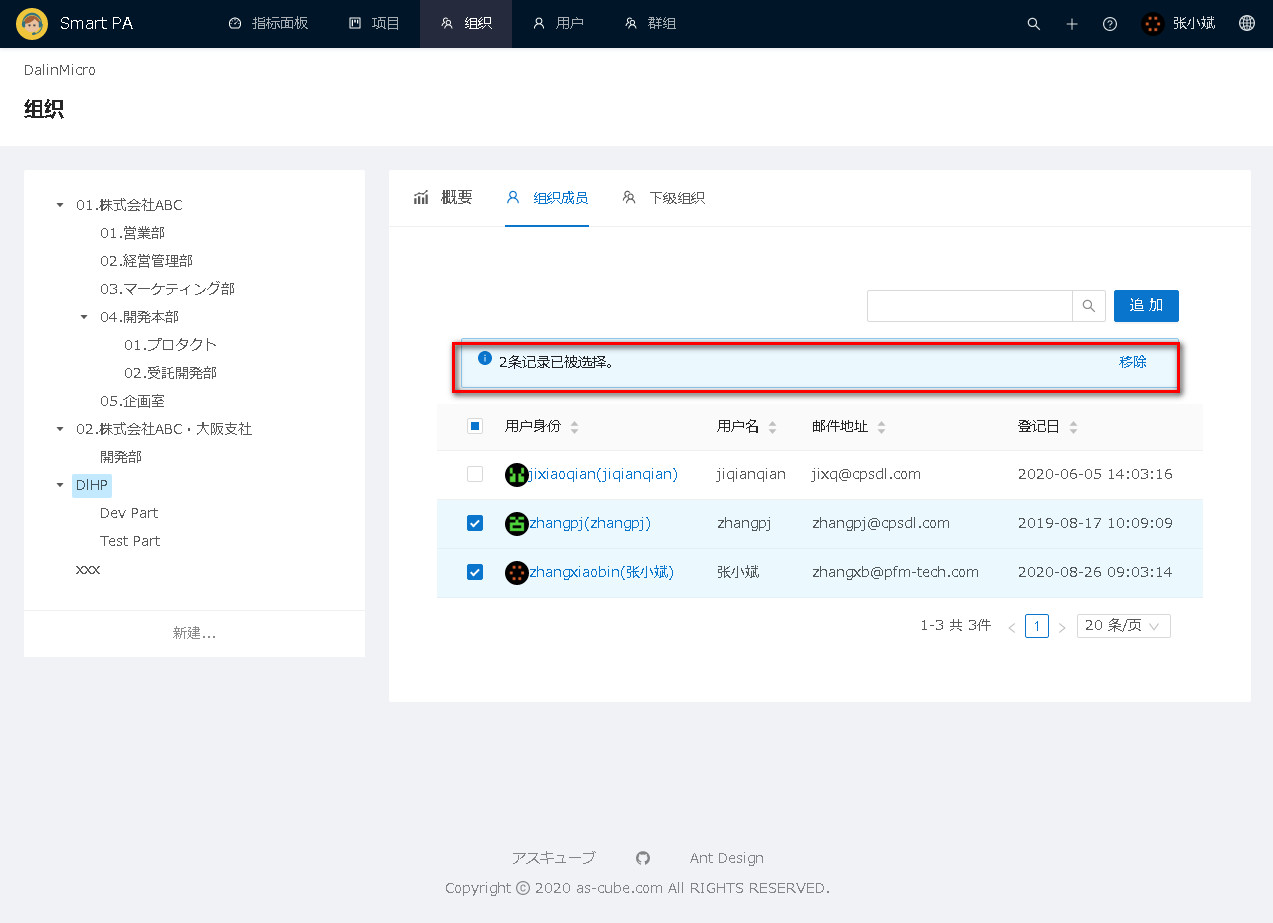 Smart PA 指标面板 项目 组织 用户 群组 张小斌
DalinMicro
组织
01.株式会社ABC
01.営業部
02.経営管理部
03.マーケティング部
04.開発本部
01.プロタクト
02.受託開発部
05.企画室
02.株式会社ABC・大阪支社
開発部
DlHP
Dev Part
Test Part
xxx
新建...
概要 组织成员 下级组织
追 加
2条记录已被选择。 移除
用户身份 用户名 邮件地址 登记日
jixiaoqian(jiqianqian) jiqianqian jixq@cpsdl.com 2020-06-05 14:03:16
zhangpj(zhangpj) zhangpj zhangpj@cpsdl.com 2019-08-17 10:09:09
zhangxiaobin(张小斌) 张小斌 zhangxb@pfm-tech.com 2020-08-26 09:03:14
1-3 共 3件 < 1 > 20 条/页
アスキューブ Ant Design
Copyright © 2020 as-cube.com All RIGHTS RESERVED.